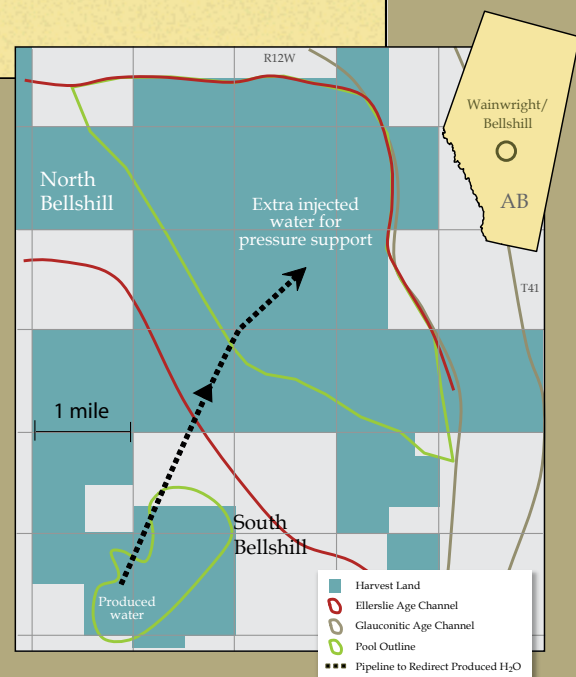 R12W
Wainwright/
Bellshill
AB
North
Bellshill
Extra injected
water for
pressure support
T41
1 mile
South
Bellshill
Produced
water
Harvest Land
Ellerslie Age Channel
Glauconitic Age Channel
Pool Outline
Pipeline to Redirect Produced H₂O